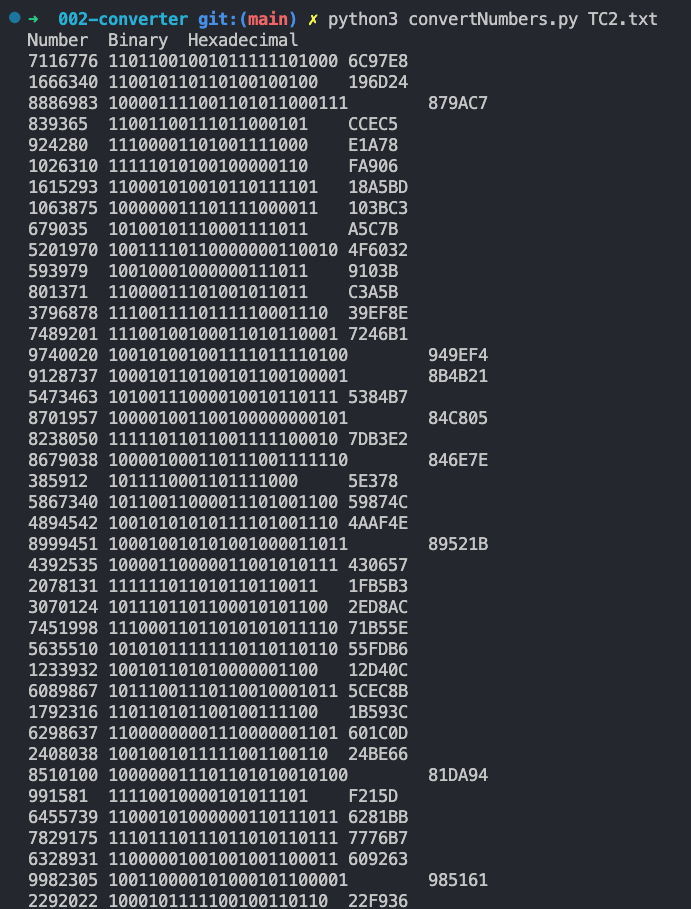 ➜ 002-converter git:(main) ✗ python3 convertNumbers.py TC2.txt
Number Binary Hexadecimal
7116776 11011001001011111101000 6C97E8
1666340 110010110110100100100 196D24
8886983 100001111001101011000111 879AC7
839365 11001100111011000101 CCEC5
924280 11100001101001111000 E1A78
1026310 11111010100100000110 FA906
1615293 110001010010110111101 18A5BD
1063875 100000011101111000011 103BC3
679035 10100101110001111011 A5C7B
5201970 10011110110000000110010 4F6032
593979 10010001000000111011 9103B
801371 11000011101001011011 C3A5B
3796878 1110011110111110001110 39EF8E
7489201 11100100100011010110001 7246B1
9740020 100101001001111011110100 949EF4
9128737 100010110100101100100001 8B4B21
5473463 10100111000010010110111 5384B7
8701957 100001001100100000000101 84C805
8238050 11111011011001111100010 7DB3E2
8679038 100001000110111001111110 846E7E
385912 1011110001101111000 5E378
5867340 10110011000011101001100 59874C
4894542 10010101010111101001110 4AAF4E
8999451 100010010101001000011011 89521B
4392535 10000110000011001010111 430657
2078131 111111011010110110011 1FB5B3
3070124 1011101101100010101100 2ED8AC
7451998 11100011011010101011110 71B55E
5635510 10101011111110110110110 55FDB6
1233932 100101101010000001100 12D40C
6089867 10111001110110010001011 5CEC8B
1792316 110110101100100111100 1B593C
6298637 11000000001110000001101 601C0D
2408038 1001001011111001100110 24BE66
8510100 100000011101101010010100 81DA94
991581 11110010000101011101 F215D
6455739 11000101000000110111011 6281BB
7829175 11101110111011010110111 7776B7
6328931 11000001001001001100011 609263
9982305 100110000101000101100001 985161
2292022 1000101111100100110110 22F936